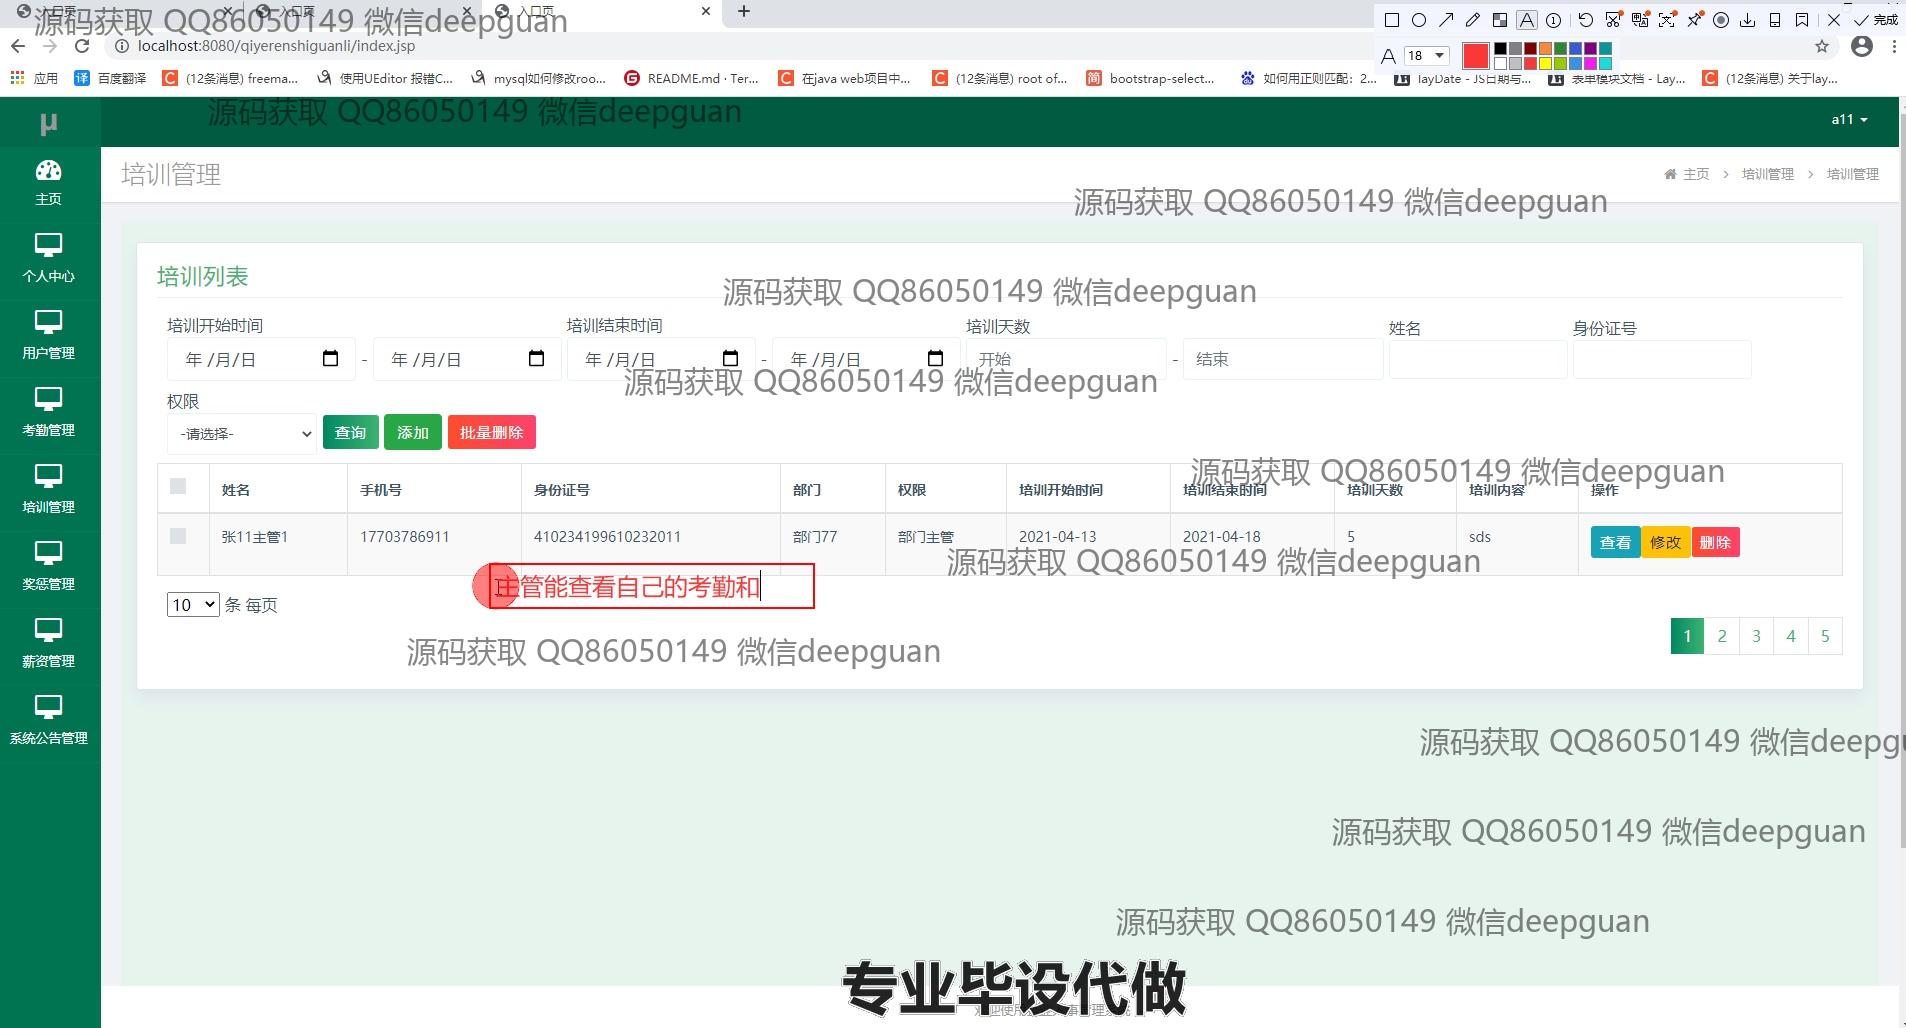 入口页
入口页
入口页
源码获取 QQ86050149 微信deepguan
localhost:8080/qiyerenshiguanli/index.jsp
完成
A 18
应用 百度翻译 (12条消息) freema... 使用UEditor 报错C... mysql如何修改roo... README.md · Ter... 在java web项目中... (12条消息) root of... bootstrap-select... 如何用正则匹配：2... layDate - JS日期与... 表单模块文档 - Lay... (12条消息) 关于lay...
源码获取 QQ86050149 微信deepguan
μ
a11
主页
个人中心
用户管理
考勤管理
培训管理
奖惩管理
薪资管理
系统公告管理
培训管理
主页 > 培训管理 > 培训管理
源码获取 QQ86050149 微信deepguan
培训列表
源码获取 QQ86050149 微信deepguan
培训开始时间 培训结束时间 培训天数 姓名 身份证号
年 /月/日 - 年 /月/日 年 /月/日 - 年 /月/日 开始 - 结束
源码获取 QQ86050149 微信deepguan
权限
-请选择- 查询 添加 批量删除
源码获取 QQ86050149 微信deepguan
姓名 手机号 身份证号 部门 权限 培训开始时间 培训结束时间 培训天数 培训内容 操作
张11主管1 17703786911 410234199610232011 部门77 部门主管 2021-04-13 2021-04-18 5 sds 查看 修改 删除
源码获取 QQ86050149 微信deepguan
主管能查看自己的考勤和
10 条 每页
1 2 3 4 5
源码获取 QQ86050149 微信deepguan
源码获取 QQ86050149 微信deepgu
源码获取 QQ86050149 微信deepguan
源码获取 QQ86050149 微信deepguan
专业毕设代做